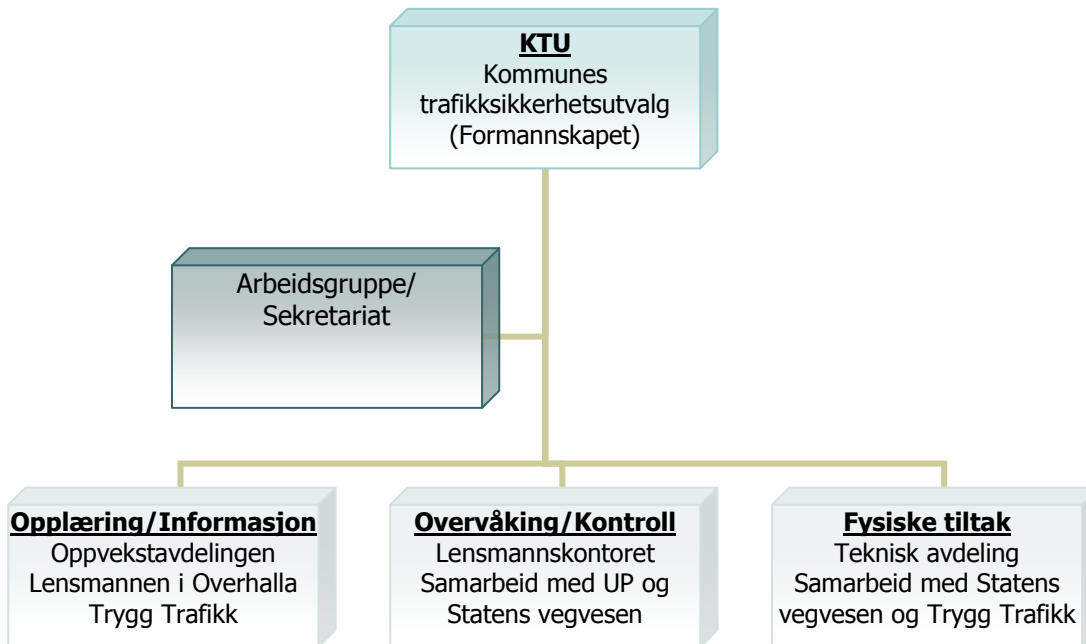 KTU
Kommunes
trafikksikkerhetsutvalg
(Formannskapet)
Arbeidsgruppe/
Sekretariat
Opplæring/Informasjon
Oppvekstavdelingen
Lensmannen i Overhalla
Trygg Trafikk
Overvåking/Kontroll
Lensmannskontoret
Samarbeid med UP og
Statens vegvesen
Fysiske tiltak
Teknisk avdeling
Samarbeid med Statens
vegvesen og Trygg Trafikk